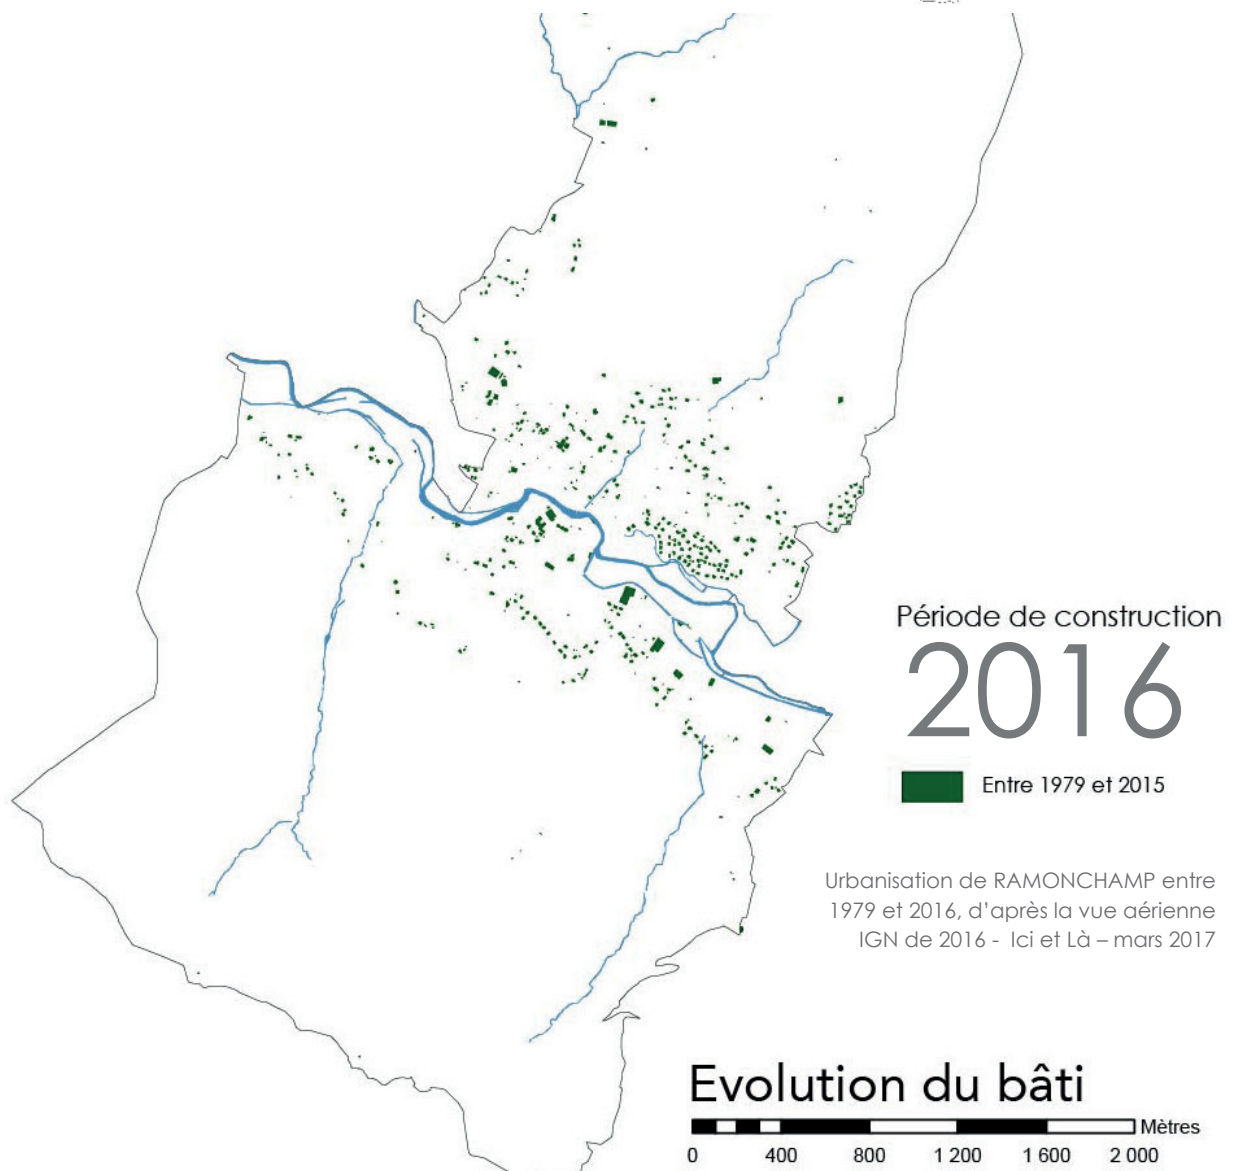 Période de construction
2016
Entre 1979 et 2015
Urbanisation de RAMONCHAMP entre
1979 et 2016, d'après la vue aérienne
IGN de 2016 - Ici et Là – mars 2017
Evolution du bâti
Mètres
0 400 800 1 200 1 600 2 000